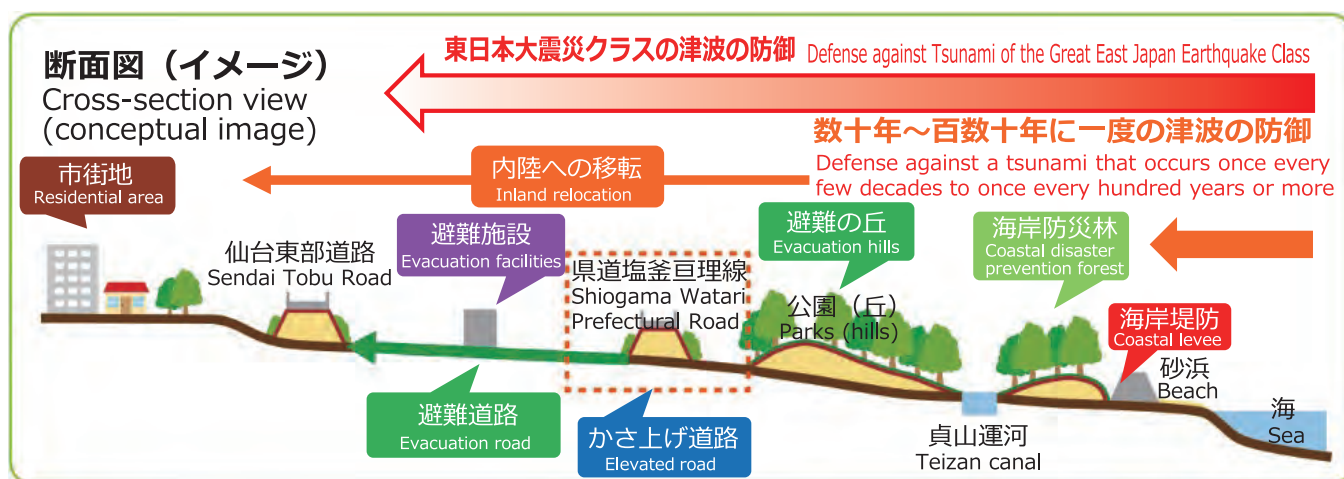 東日本大震災クラスの津波の防御 Defense against Tsunami of the Great East Japan Earthquake Class
断面図（イメージ）
Cross-section view
(conceptual image)
数十年～百数十年に一度の津波の防御
Defense against a tsunami that occurs once every
few decades to once every hundred years or more
市街地
Residential area
内陸への移転
Inland relocation
仙台東部道路
Sendai Tobu Road
避難施設
Evacuation facilities
県道塩釜亘理線
Shiogama Watari
Prefectural Road
避難の丘
Evacuation hills
公園（丘）
Parks (hills)
海岸防災林
Coastal disaster
prevention forest
海岸堤防
Coastal levee
砂浜
Beach
海
Sea
避難道路
Evacuation road
かさ上げ道路
Elevated road
貞山運河
Teizan canal